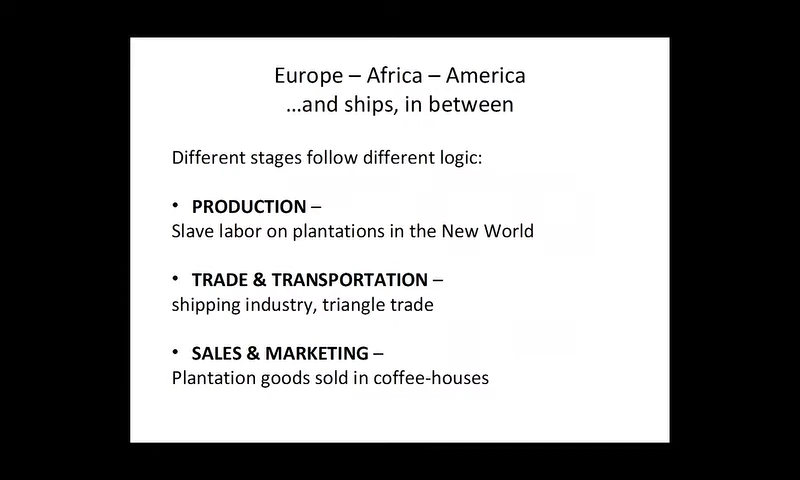 Europe – Africa – America
…and ships, in between
Different stages follow different logic:
• PRODUCTION –
Slave labor on plantations in the New World
• TRADE & TRANSPORTATION –
shipping industry, triangle trade
• SALES & MARKETING –
Plantation goods sold in coffee-houses